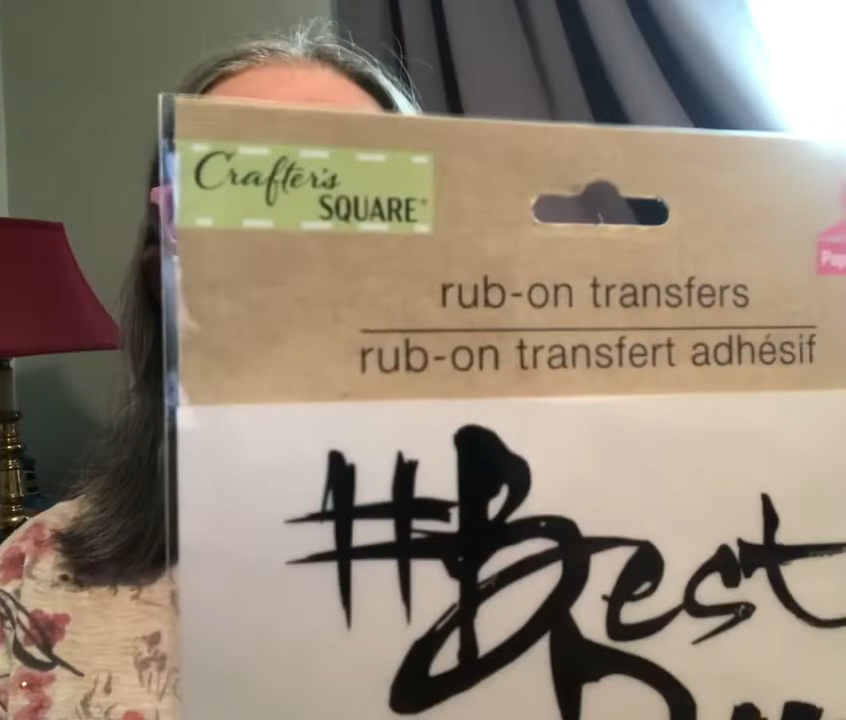 Crafter's
SQUARE®
rub-on transfers
rub-on transfert adhésif
#Best